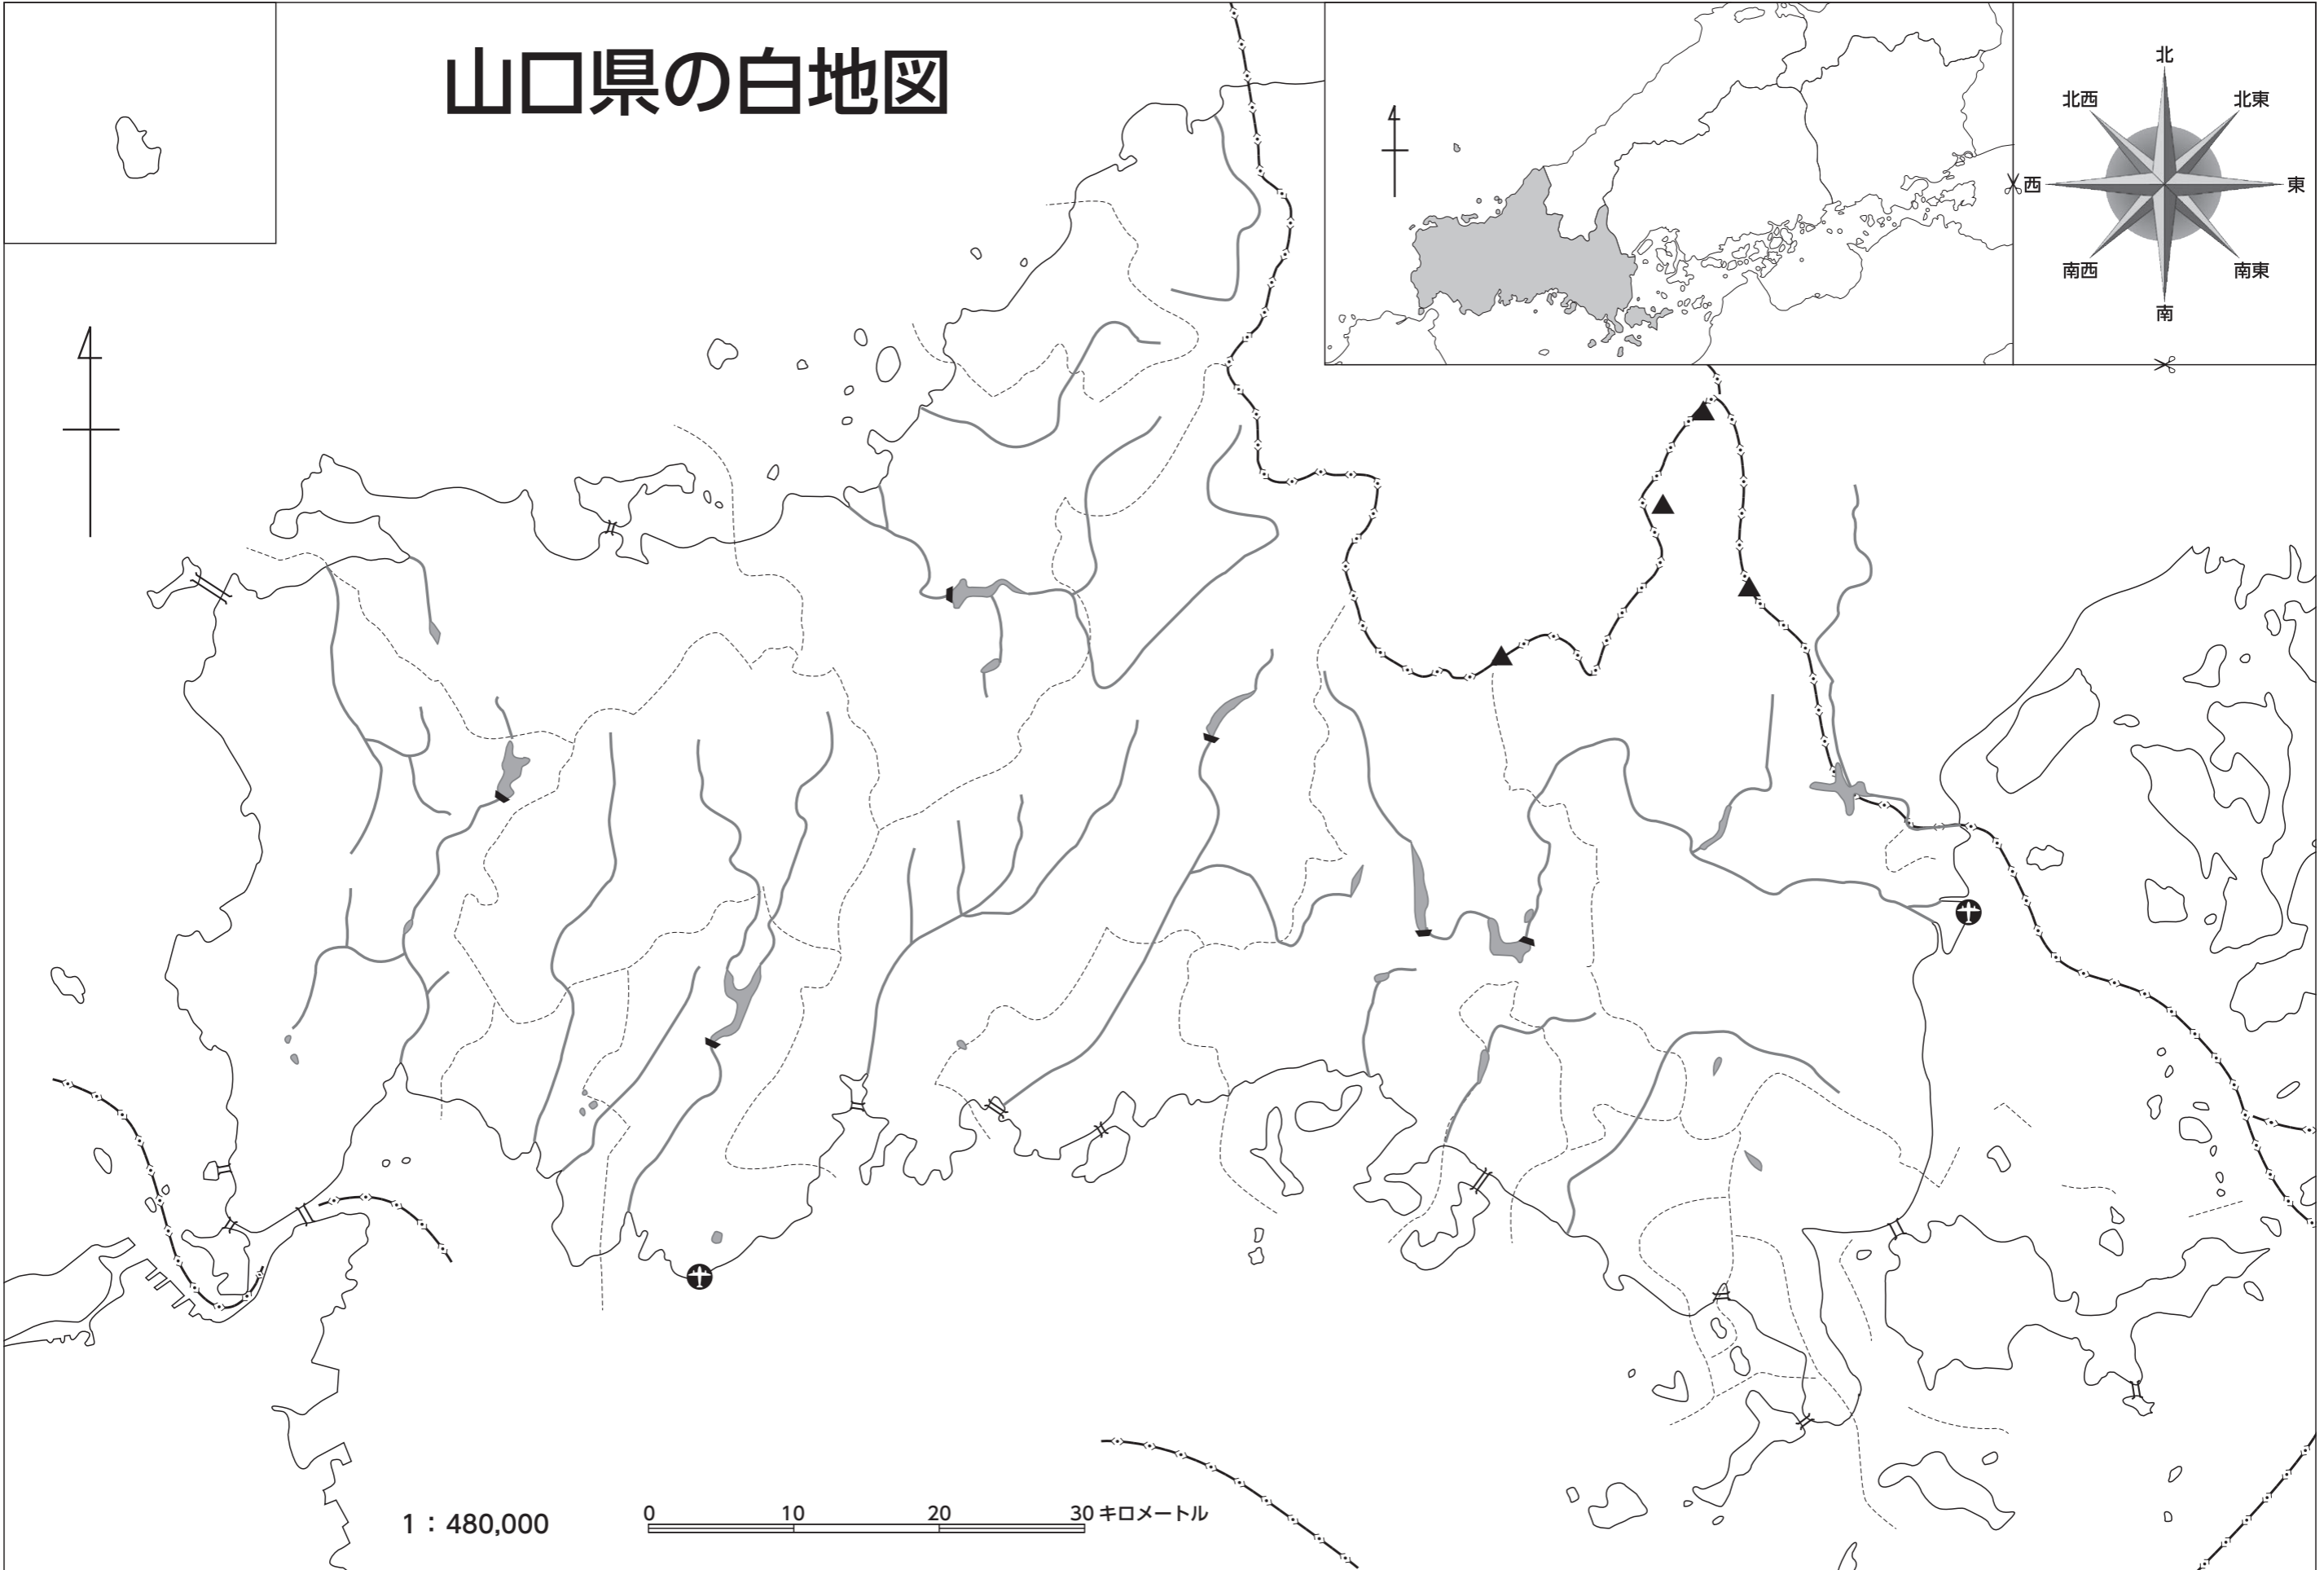 山口県の白地図
北
北西
北東
西
東
南西
南東
南
1：480,000
0 10 20 30 キロメートル